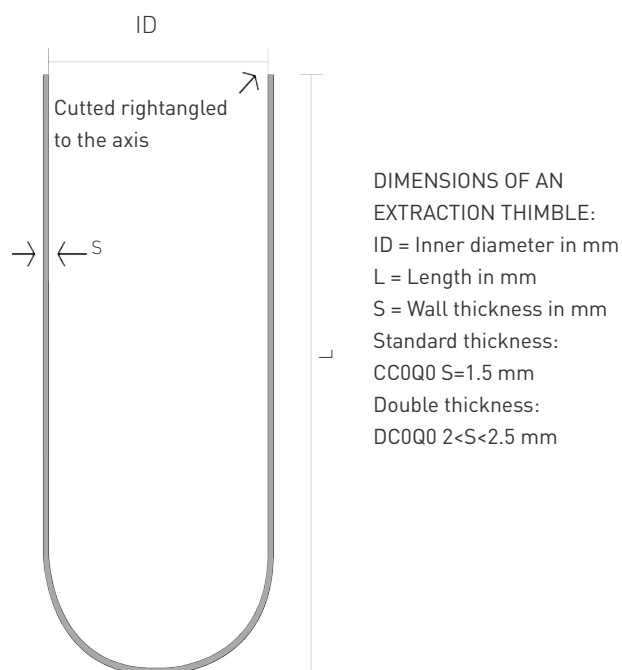 ID
Cutted rightangled
to the axis
S
L
DIMENSIONS OF AN
EXTRACTION THIMBLE:
ID = Inner diameter in mm
L = Length in mm
S = Wall thickness in mm
Standard thickness:
CC0Q0 S=1.5 mm
Double thickness:
DC0Q0 2<S<2.5 mm